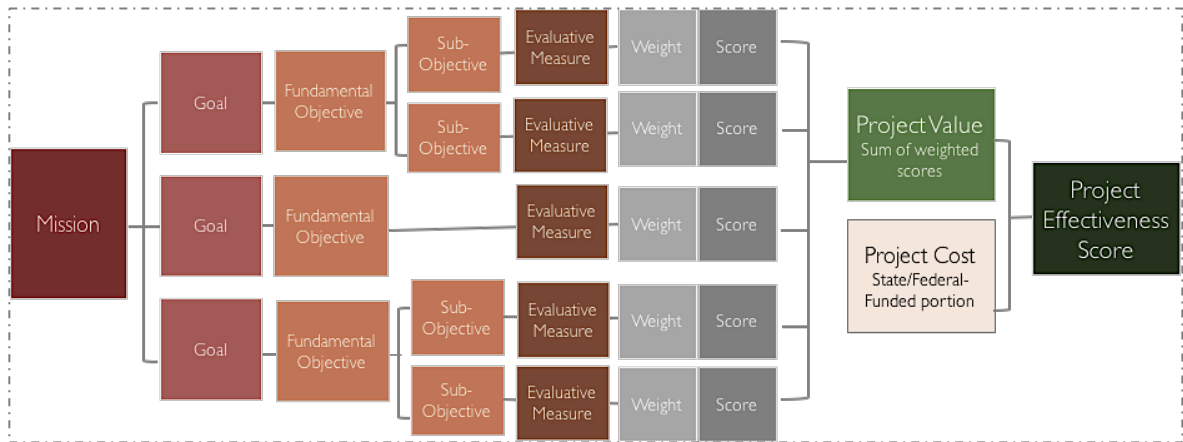 Mission
Goal
Fundamental
Objective
Sub-
Objective
Evaluative
Measure
Weight
Score
Sub-
Objective
Evaluative
Measure
Weight
Score
Goal
Fundamental
Objective
Evaluative
Measure
Weight
Score
Goal
Fundamental
Objective
Sub-
Objective
Evaluative
Measure
Weight
Score
Sub-
Objective
Evaluative
Measure
Weight
Score
Project Value
Sum of weighted
scores
Project Cost
State/Federal-
Funded portion
Project
Effectiveness
Score